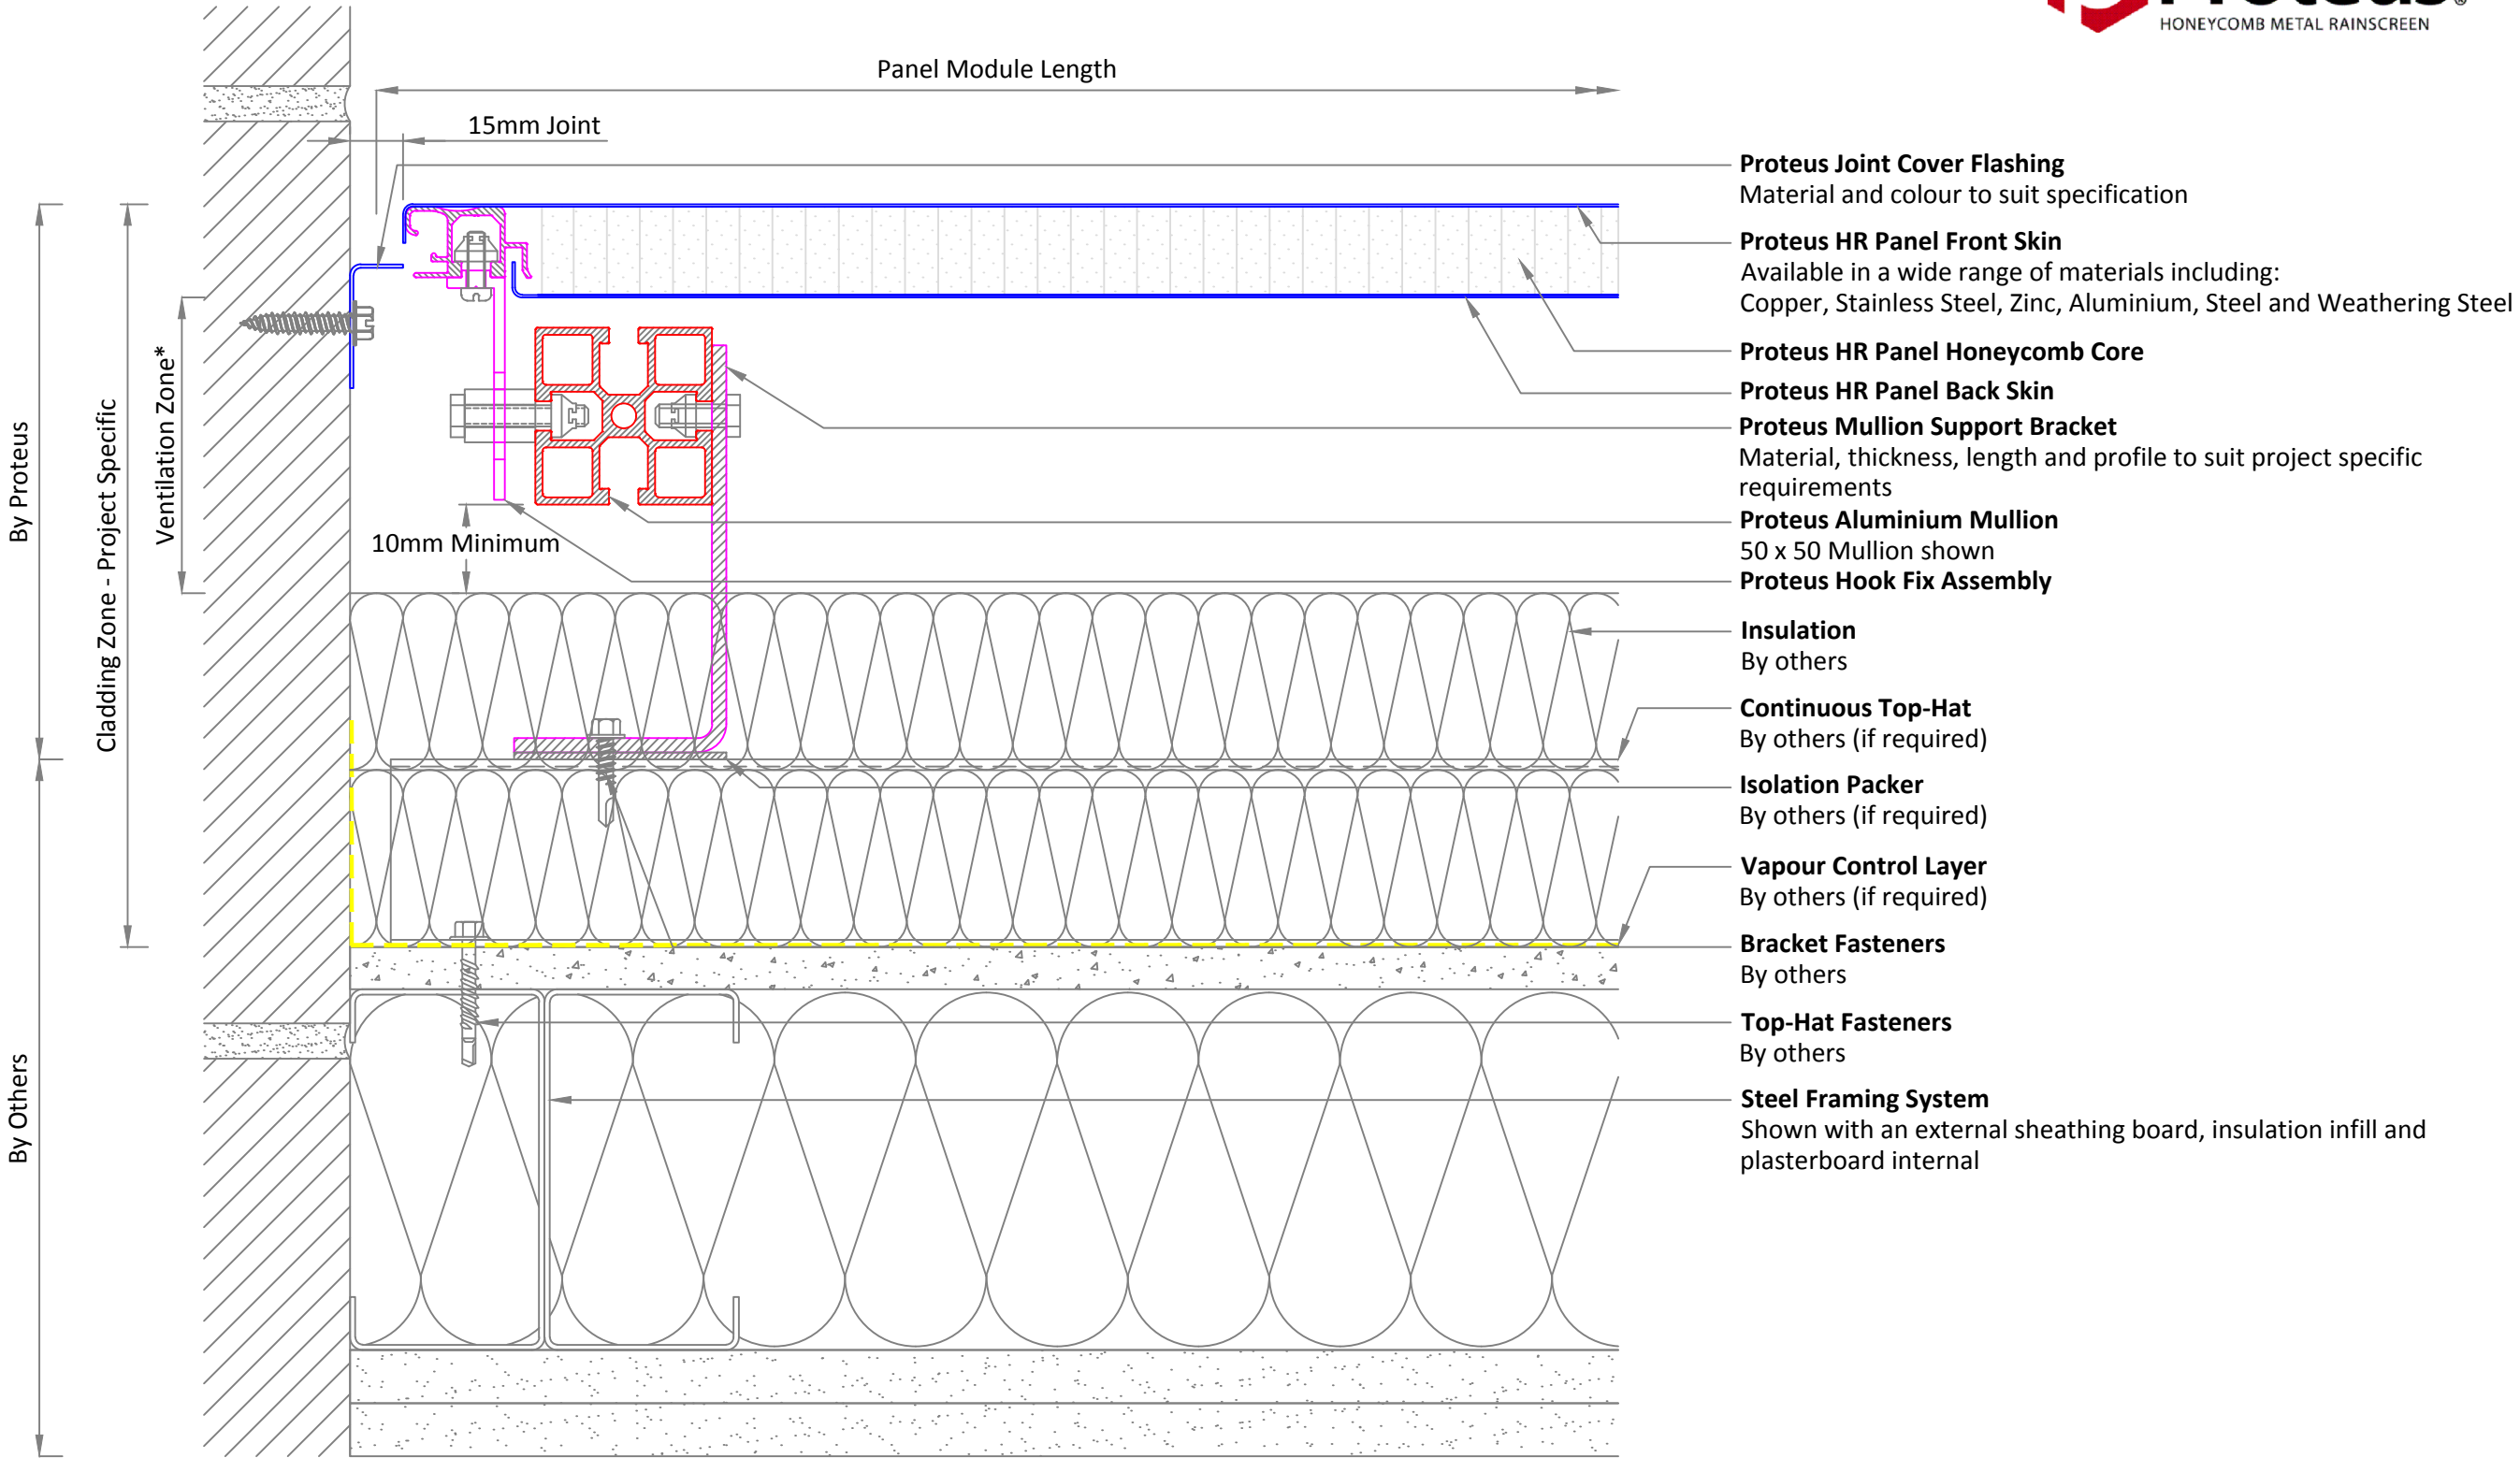 Proteus®
HONEYCOMB METAL RAINSCREEN
Panel Module Length
15mm Joint
Proteus Joint Cover Flashing
Material and colour to suit specification
Proteus HR Panel Front Skin
Available in a wide range of materials including:
Copper, Stainless Steel, Zinc, Aluminium, Steel and Weathering Steel
Proteus HR Panel Honeycomb Core
Proteus HR Panel Back Skin
Proteus Mullion Support Bracket
Material, thickness, length and profile to suit project specific
requirements
Proteus Aluminium Mullion
50 x 50 Mullion shown
Proteus Hook Fix Assembly
Insulation
By others
Continuous Top-Hat
By others (if required)
Isolation Packer
By others (if required)
Vapour Control Layer
By others (if required)
Bracket Fasteners
By others
Top-Hat Fasteners
By others
Steel Framing System
Shown with an external sheathing board, insulation infill and
plasterboard internal
By Proteus
Cladding Zone - Project Specific
Ventilation Zone*
10mm Minimum
By Others